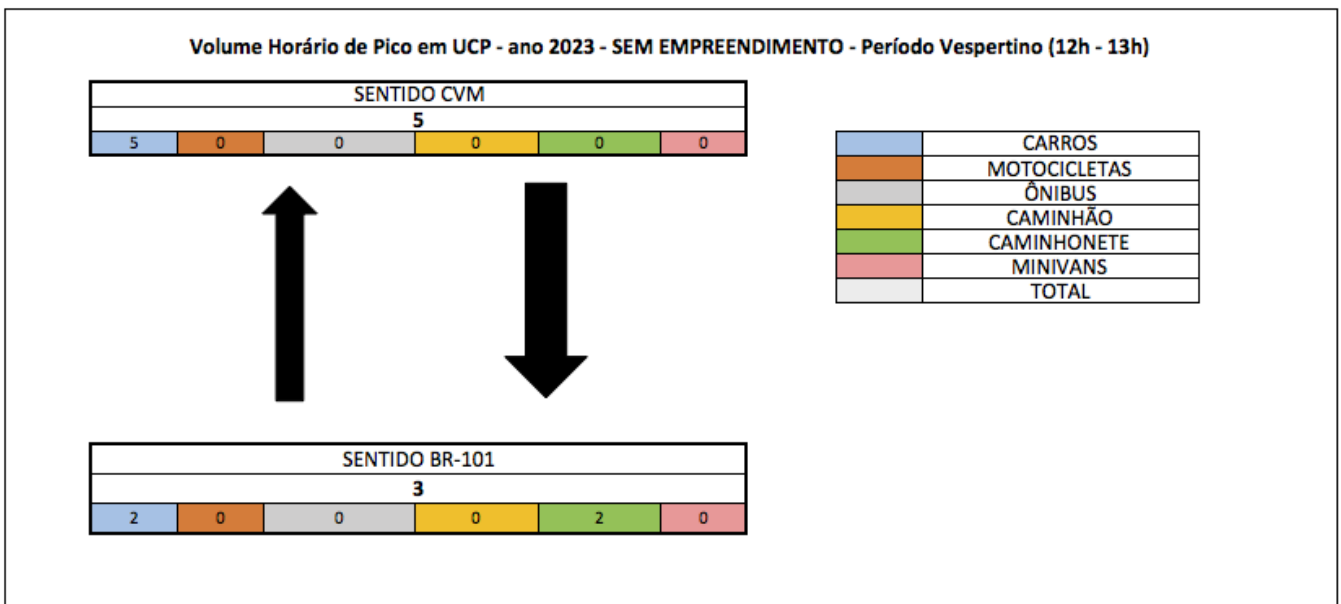 Volume Horário de Pico em UCP - ano 2023 - SEM EMPREENDIMENTO - Período Vespertino (12h - 13h)
SENTIDO CVM
5
5 0 0 0 0 0
CARROS
MOTOCICLETAS
ÔNIBUS
CAMINHÃO
CAMINHONETE
MINIVANS
TOTAL
SENTIDO BR-101
3
2 0 0 0 2 0